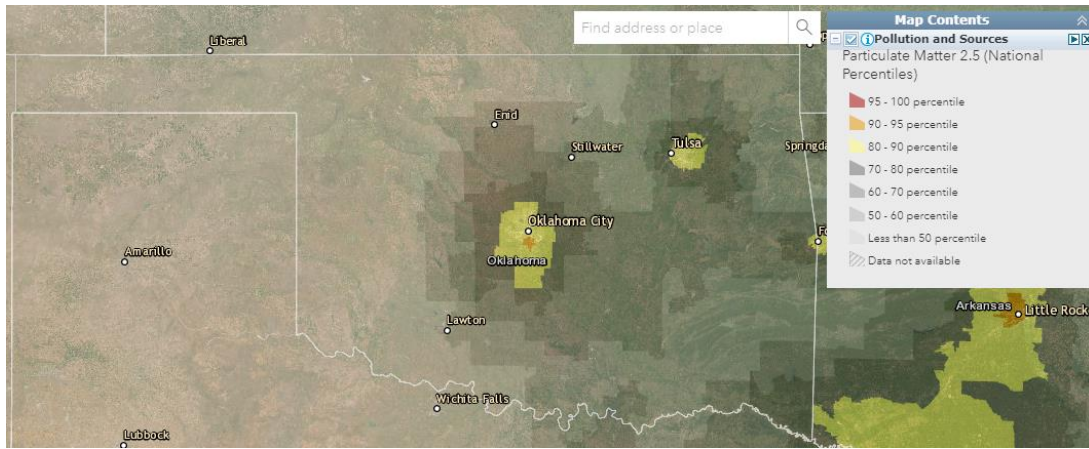 Find address or place
Map Contents
Pollution and Sources
Particulate Matter 2.5 (National
Percentiles)
95 - 100 percentile
90 - 95 percentile
80 - 90 percentile
70 - 80 percentile
60 - 70 percentile
50 - 60 percentile
Less than 50 percentile
Data not available
Liberal
Enid
Stillwater
Tulsa
Springda
Oklahoma City
Oklahoma
Amarillo
Lawton
Arkansas
Little Rock
Wichita Falls
Lubbock